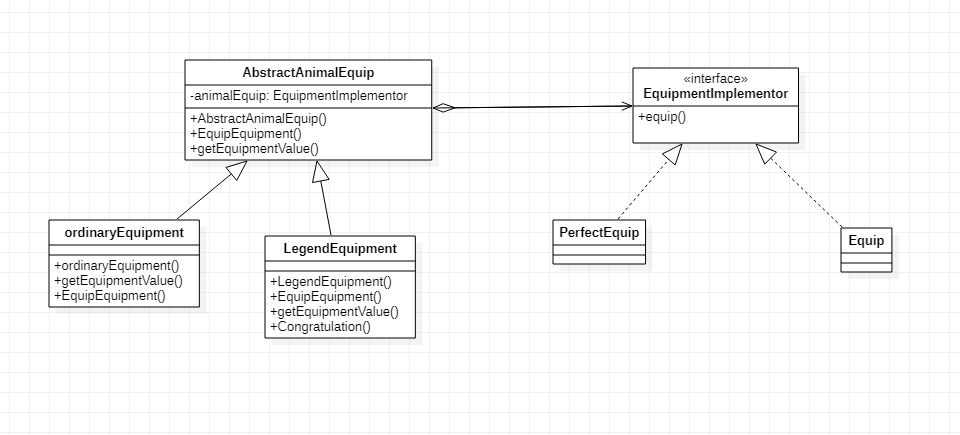 AbstractAnimalEquip
-animalEquip: EquipmentImplementor
+AbstractAnimalEquip()
+EquipEquipment()
+getEquipmentValue()
«interface»
EquipmentImplementor
+equip()
ordinaryEquipment
+ordinaryEquipment()
+getEquipmentValue()
+EquipEquipment()
LegendEquipment
+LegendEquipment()
+EquipEquipment()
+getEquipmentValue()
+Congratulation()
PerfectEquip
Equip